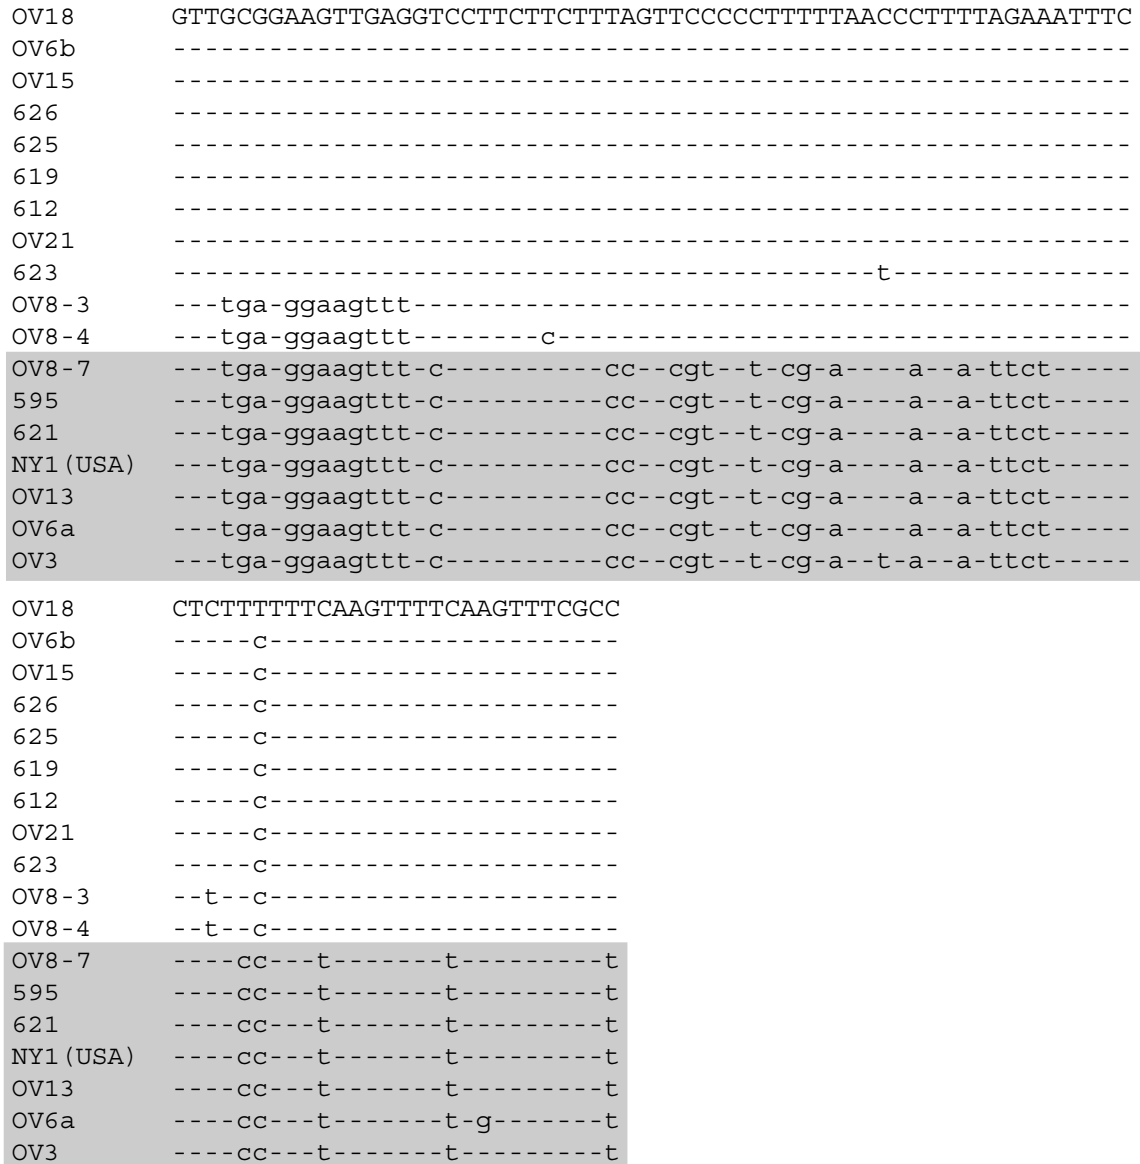 OV18 GTTGCGGAAGTTGAGGTCCTTCTTCTTTAGTTCCCCCTTTTTAACCCTTTTAGAAATTTC
OV6b ------------------------------------------------------------
OV15 ------------------------------------------------------------
626 ------------------------------------------------------------
625 ------------------------------------------------------------
619 ------------------------------------------------------------
612 ------------------------------------------------------------
OV21 ------------------------------------------------------------
623 --------------------------------------------t---------------
OV8-3 ---tga-ggaagttt---------------------------------------------
OV8-4 ---tga-ggaagttt--------c------------------------------------
OV8-7 ---tga-ggaagttt-c----------cc--cgt--t-cg-a----a--a-ttct-----
595 ---tga-ggaagttt-c----------cc--cgt--t-cg-a----a--a-ttct-----
621 ---tga-ggaagttt-c----------cc--cgt--t-cg-a----a--a-ttct-----
NY1(USA) ---tga-ggaagttt-c----------cc--cgt--t-cg-a----a--a-ttct-----
OV13 ---tga-ggaagttt-c----------cc--cgt--t-cg-a----a--a-ttct-----
OV6a ---tga-ggaagttt-c----------cc--cgt--t-cg-a----a--a-ttct-----
OV3 ---tga-ggaagttt-c----------cc--cgt--t-cg-a--t-a--a-ttct-----
OV18 CTCTTTTTTCAAGTTTTCAAGTTTCGCC
OV6b -----c----------------------
OV15 -----c----------------------
626 -----c----------------------
625 -----c----------------------
619 -----c----------------------
612 -----c----------------------
OV21 -----c----------------------
623 -----c----------------------
OV8-3 --t--c----------------------
OV8-4 --t--c----------------------
OV8-7 ----cc---t-------t---------t
595 ----cc---t-------t---------t
621 ----cc---t-------t---------t
NY1(USA) ----cc---t-------t---------t
OV13 ----cc---t-------t---------t
OV6a ----cc---t-------t-g-------t
OV3 ----cc---t-------t---------t